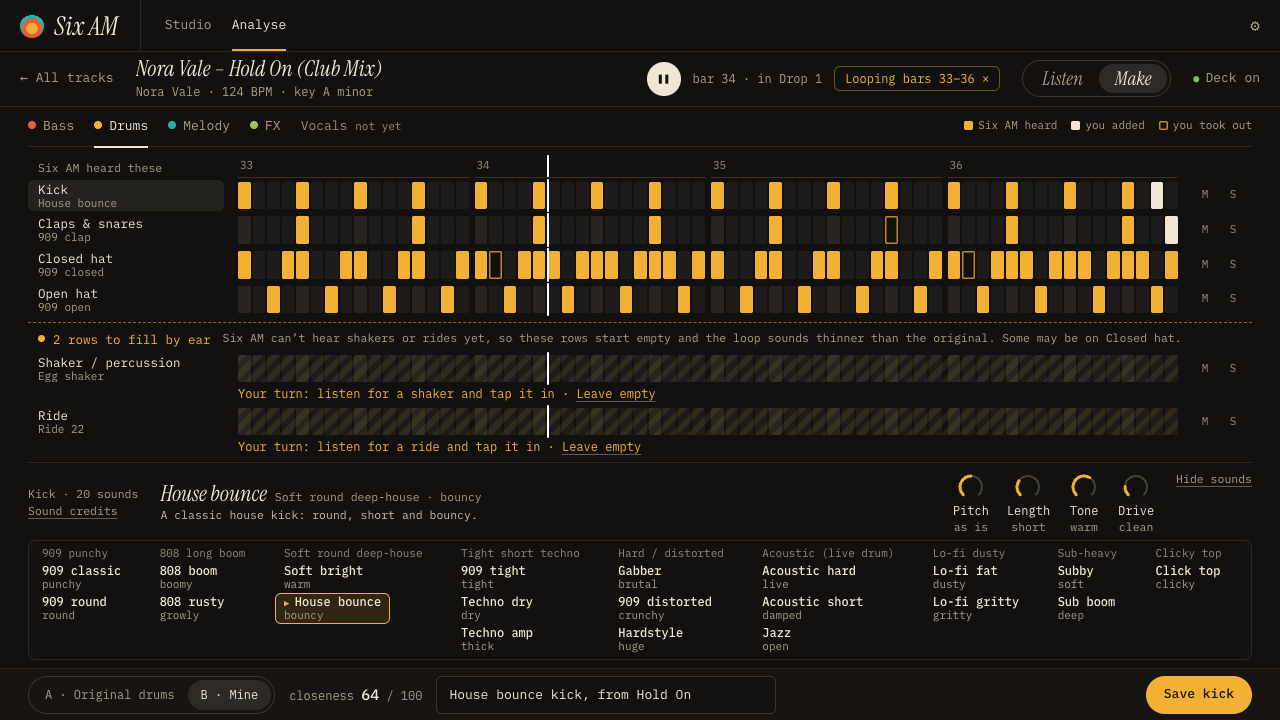 Six AM
Studio
Analyse
⚙
← All tracks
Nora Vale – Hold On (Club Mix)
Nora Vale · 124 BPM · key A minor
bar 34 · in Drop 1
Looping bars 33–36 ×
Listen
Make
Deck on
Bass
Drums
Melody
FX
Vocals not yet
Six AM heard
you added
you took out
Six AM heard these
33
34
35
36
Kick
House bounce
M S
Claps & snares
909 clap
M S
Closed hat
909 closed
M S
Open hat
909 open
M S
2 rows to fill by ear
Six AM can’t hear shakers or rides yet, so these rows start empty and the loop sounds thinner than the original. Some may be on Closed hat.
Shaker / percussion
Egg shaker
M S
Your turn: listen for a shaker and tap it in · Leave empty
Ride
Ride 22
M S
Your turn: listen for a ride and tap it in · Leave empty
Kick · 20 sounds
Sound credits
House bounce Soft round deep-house · bouncy
A classic house kick: round, short and bouncy.
Pitch
as is
Length
short
Tone
warm
Drive
clean
Hide sounds
909 punchy
909 classic
punchy
909 round
round
808 long boom
808 boom
boomy
808 rusty
growly
Soft round deep-house
Soft bright
warm
▶ House bounce
bouncy
Tight short techno
909 tight
tight
Techno dry
dry
Techno amp
thick
Hard / distorted
Gabber
brutal
909 distorted
crunchy
Hardstyle
huge
Acoustic (live drum)
Acoustic hard
live
Acoustic short
damped
Jazz
open
Lo-fi dusty
Lo-fi fat
dusty
Lo-fi gritty
gritty
Sub-heavy
Subby
soft
Sub boom
deep
Clicky top
Click top
clicky
A · Original drums
B · Mine
closeness 64 / 100
House bounce kick, from Hold On
Save kick